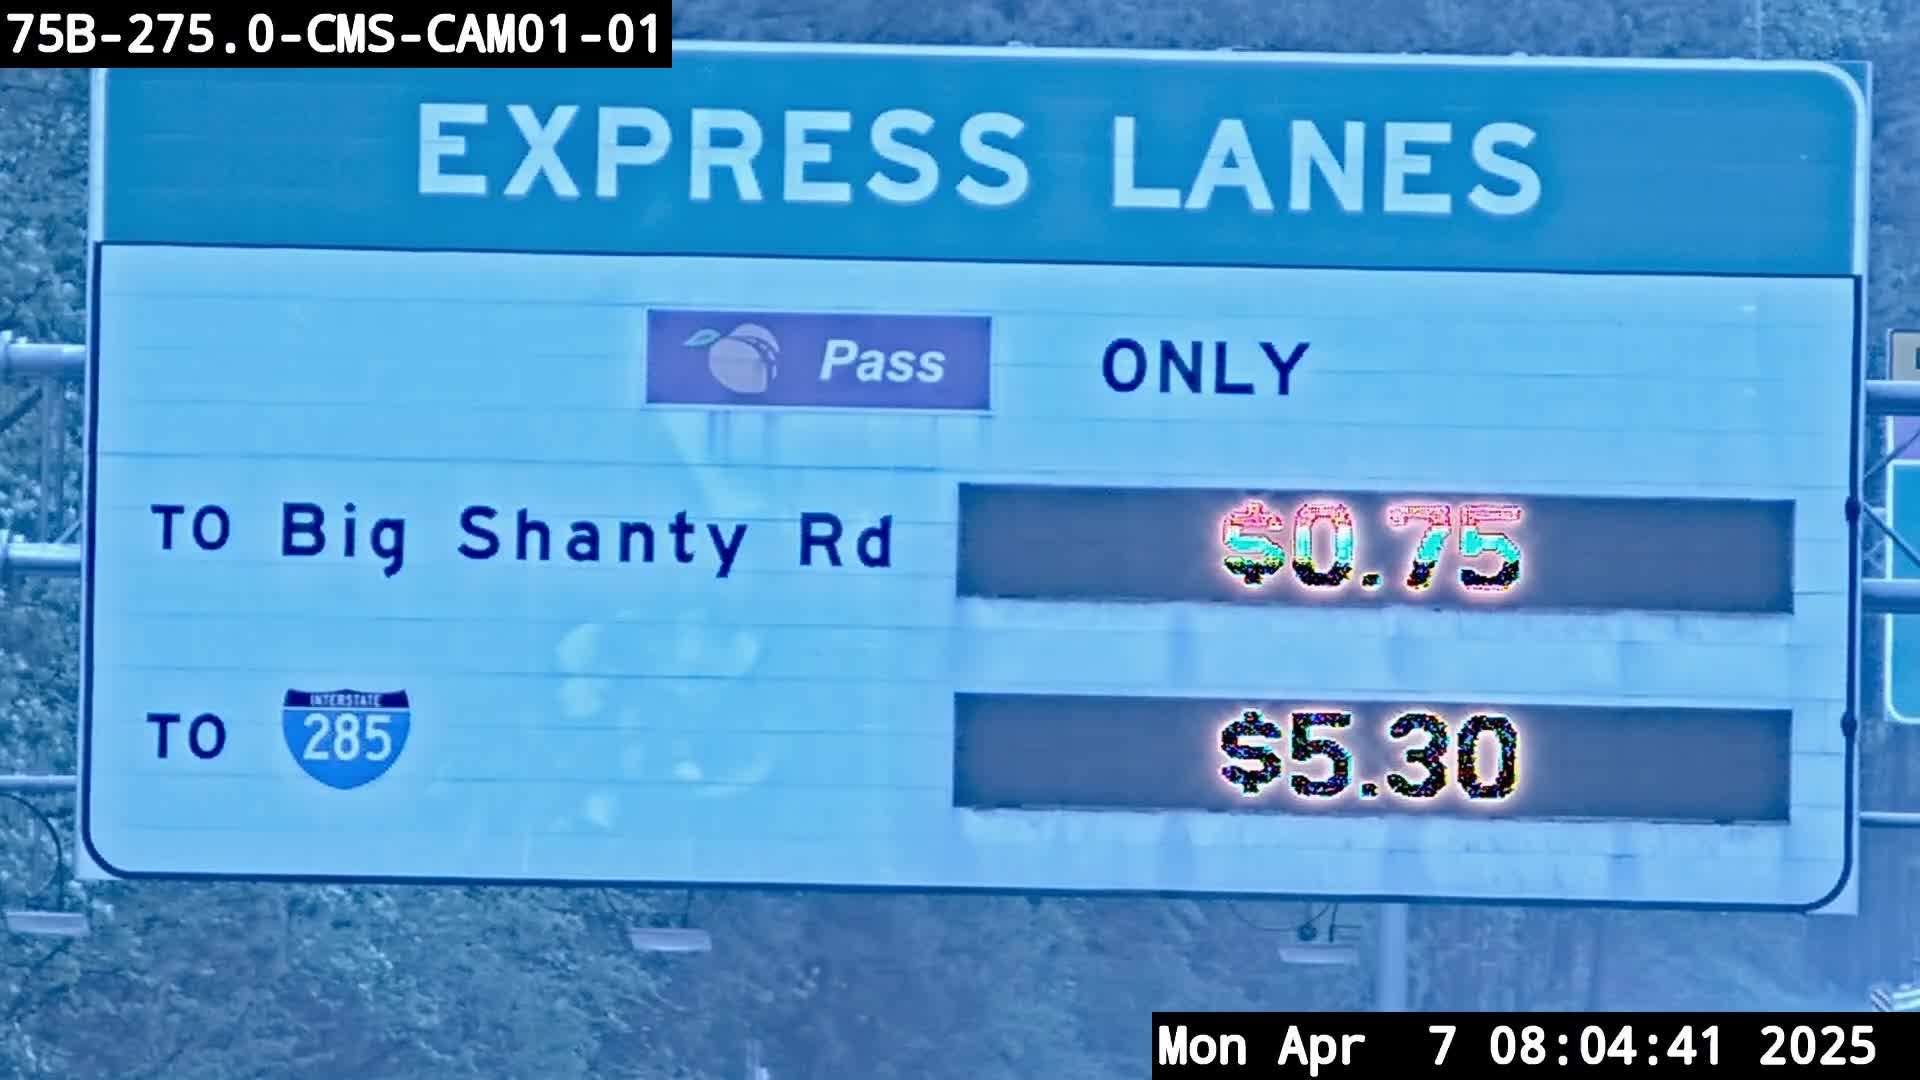 75B-275.0-CMS-CAM01-01
EXPRESS LANES
Pass ONLY
TO Big Shanty Rd $0.75
INTERSTATE
TO 285 $5.30
Mon Apr 7 08:04:41 2025